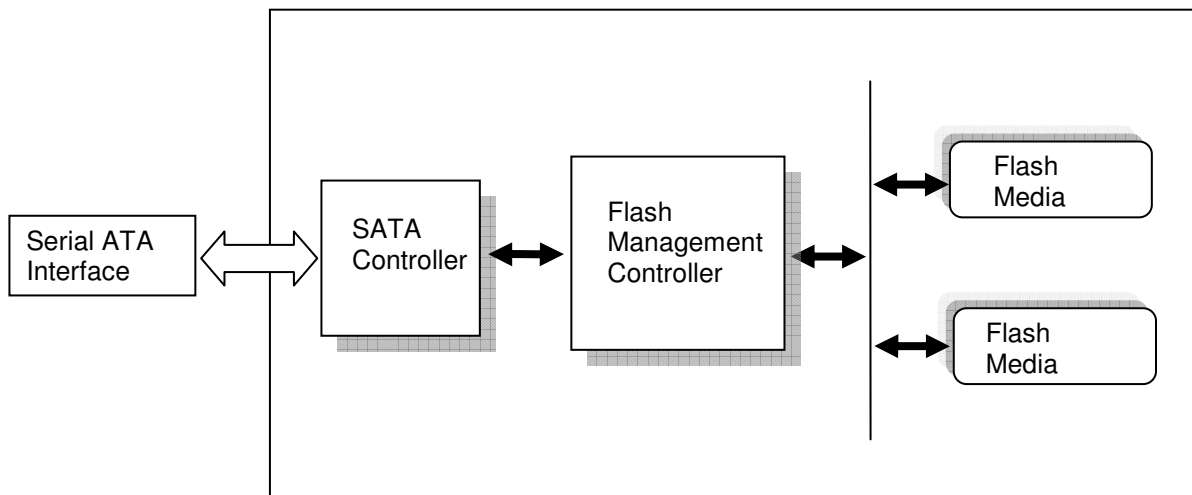 Serial ATA
Interface
SATA
Controller
Flash
Management
Controller
Flash
Media
Flash
Media